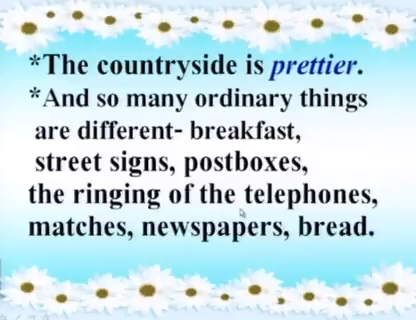 *The countryside is prettier.
*And so many ordinary things
are different- breakfast,
street signs, postboxes,
the ringing of the telephones,
matches, newspapers, bread.